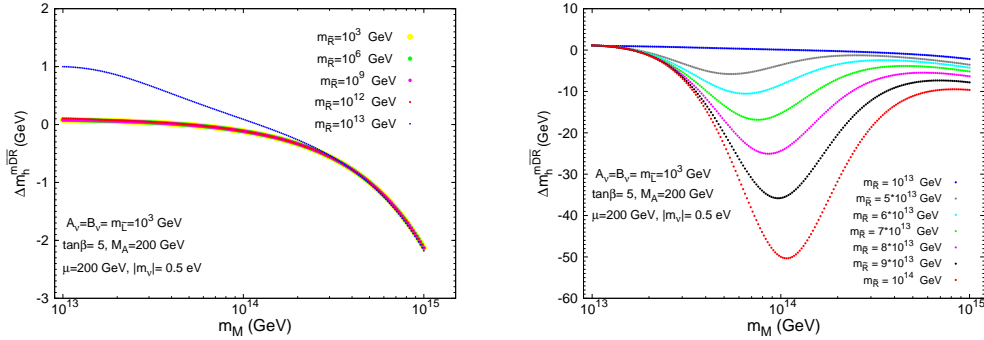 3
2
1
0
-1
-2
-3
10^13
10^14
10^15
m_M (GeV)
Δm_h^{m\overline{DR}} (GeV)
m_R̃=10^3 GeV
m_R̃=10^6 GeV
m_R̃=10^9 GeV
m_R̃=10^12 GeV
m_R̃=10^13 GeV
A_ν=B_ν= m_L̃=10^3 GeV
tanβ= 5, M_A=200 GeV
μ=200 GeV, |m_ν|= 0.5 eV
10
0
-10
-20
-30
-40
-50
-60
10^13
10^14
10^15
m_M (GeV)
Δm_h^{m\overline{DR}} (GeV)
A_ν=B_ν= m_L̃=10^3 GeV
tanβ= 5, M_A=200 GeV
μ=200 GeV, |m_ν|= 0.5 eV
m_R̃ = 10^13 GeV
m_R̃ = 5*10^13 GeV
m_R̃ = 6*10^13 GeV
m_R̃ = 7*10^13 GeV
m_R̃ = 8*10^13 GeV
m_R̃ = 9*10^13 GeV
m_R̃ = 10^14 GeV